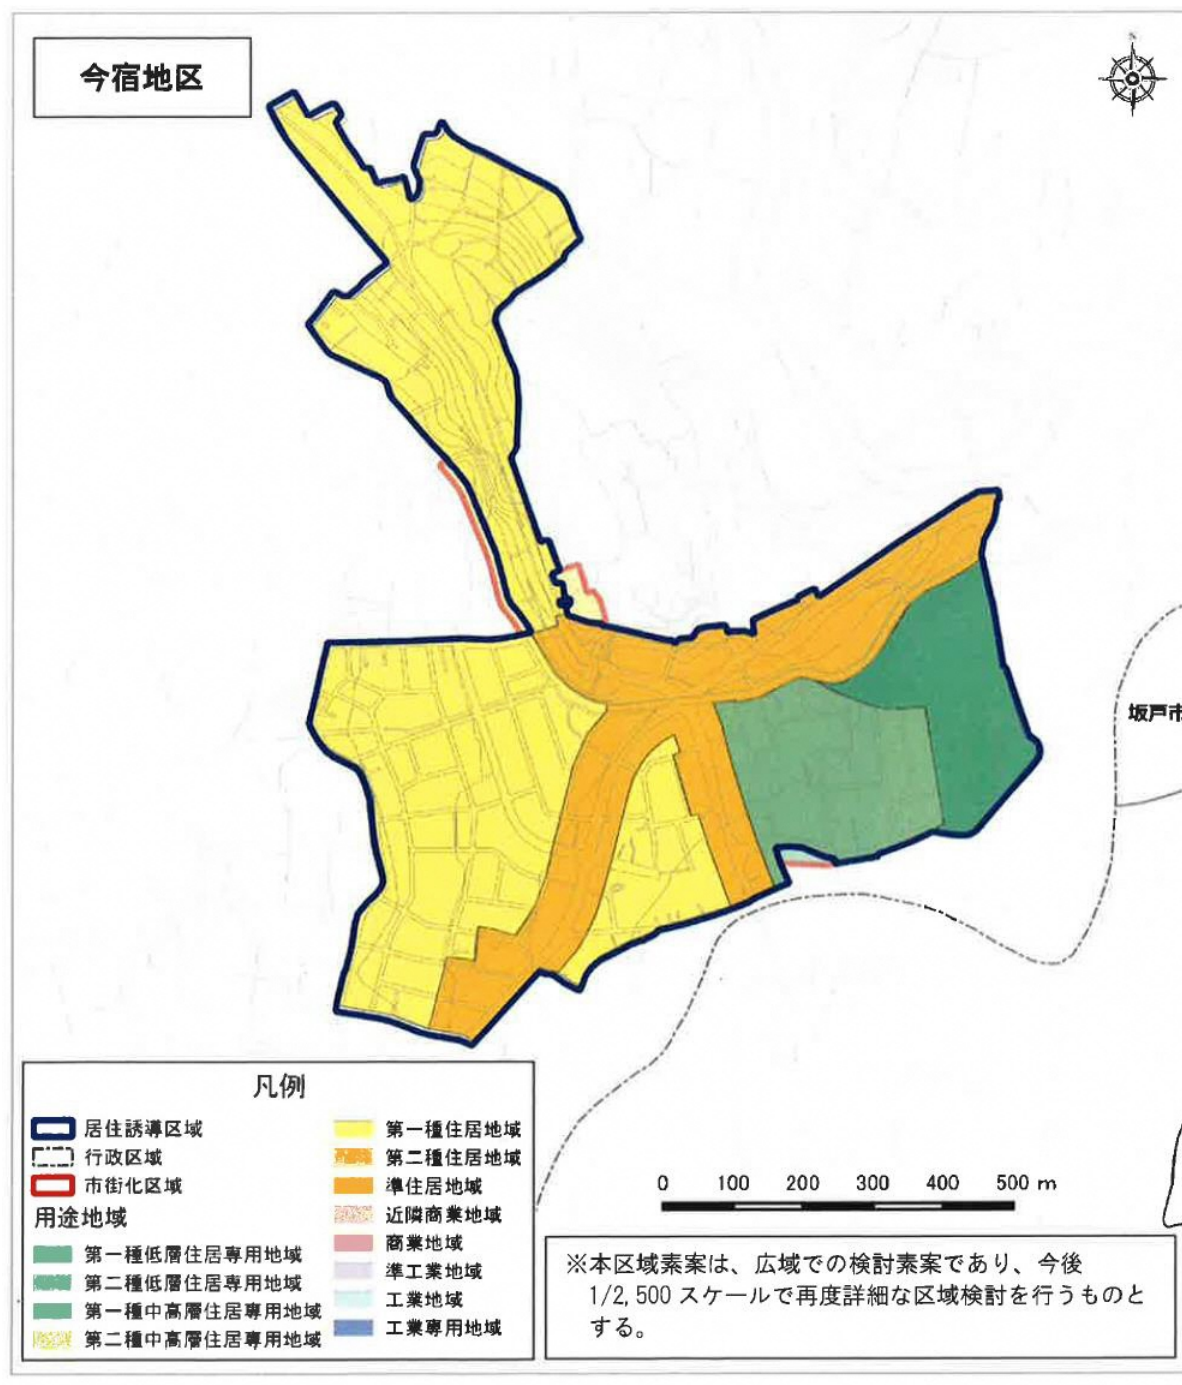 今宿地区
N
坂戸市
凡例
居住誘導区域
行政区域
市街化区域
用途地域
第一種低層住居専用地域
第二種低層住居専用地域
第一種中高層住居専用地域
第二種中高層住居専用地域
第一種住居地域
第二種住居地域
準住居地域
近隣商業地域
商業地域
準工業地域
工業地域
工業専用地域
0 100 200 300 400 500 m
※本区域素案は、広域での検討素案であり、今後
1/2,500 スケールで再度詳細な区域検討を行うものと
する。